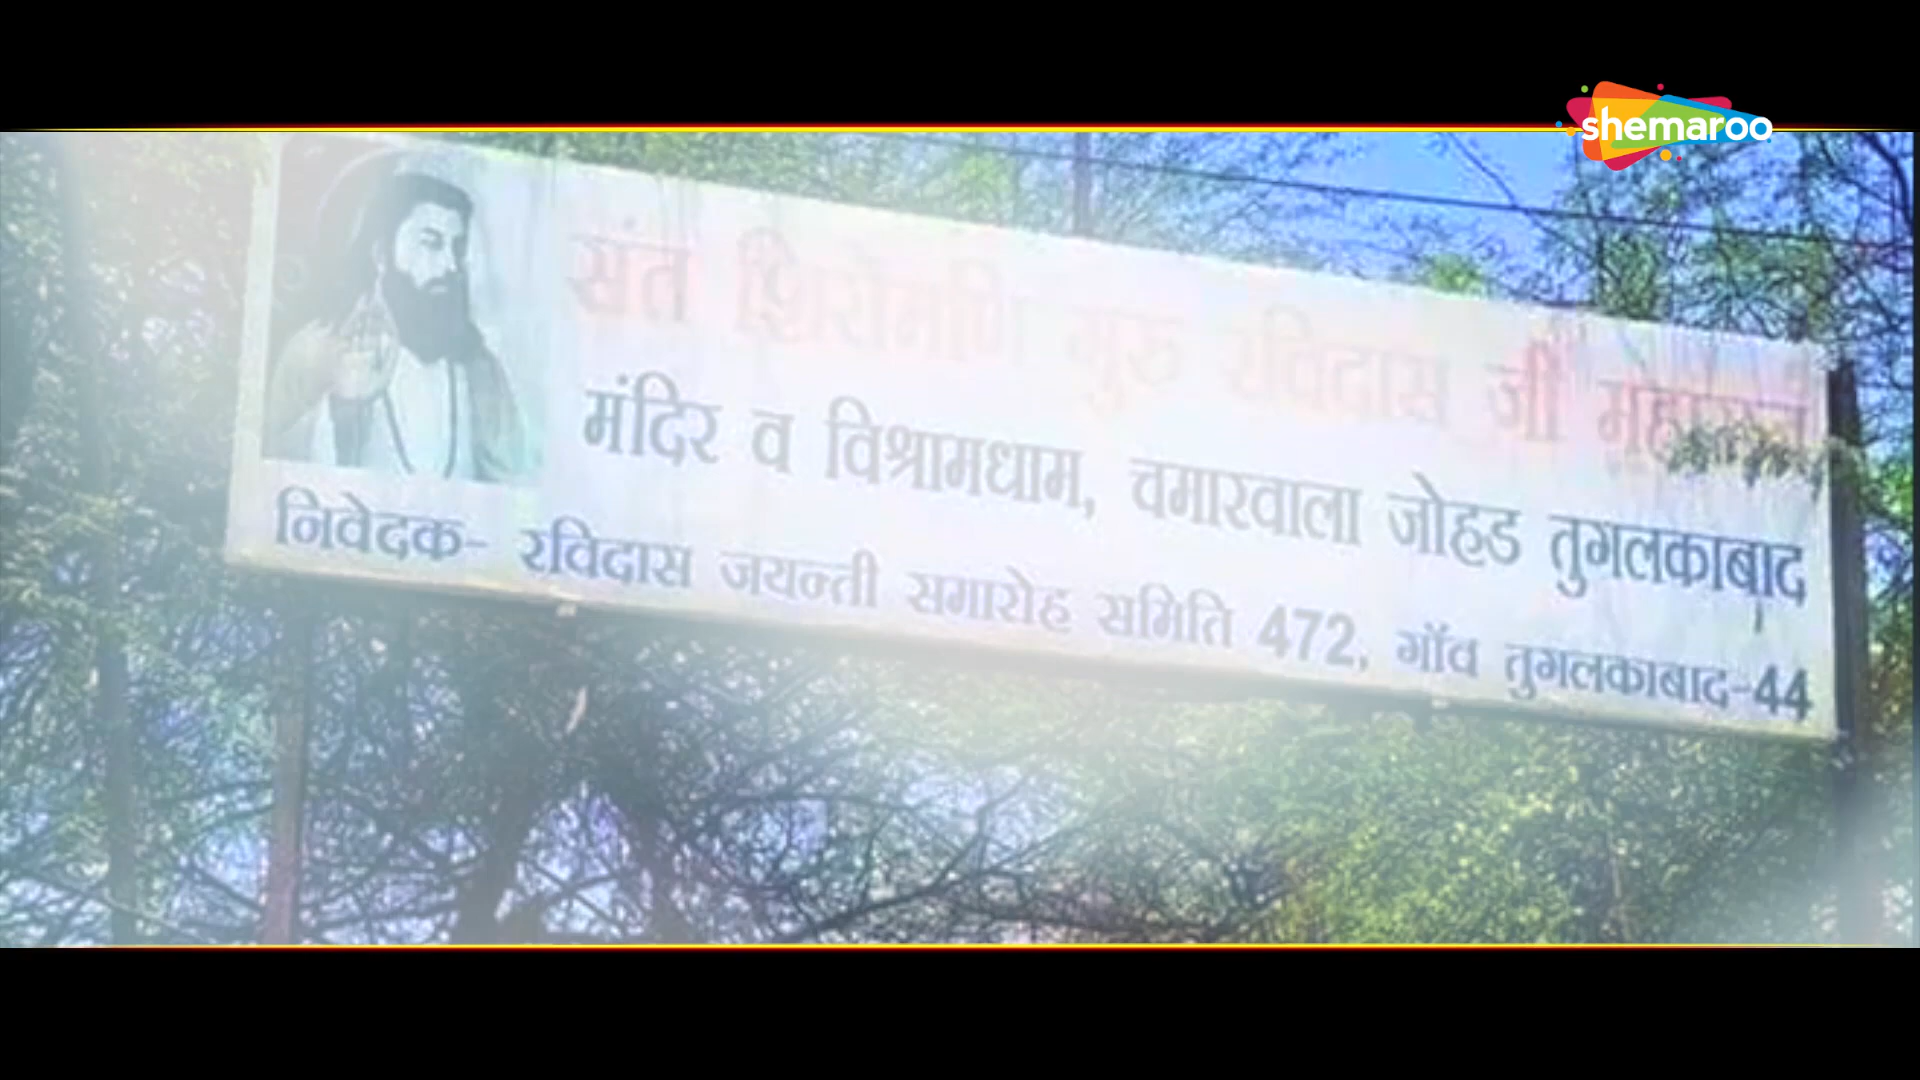 shemaroo
संत शिरोमणि गुरु रविदास जी महाराज
मंदिर व विश्रामधाम, चमारवाला जोहड तुगलकाबाद
निवेदक- रविदास जयन्ती समारोह समिति 472, गॉव तुगलकाबाद-44